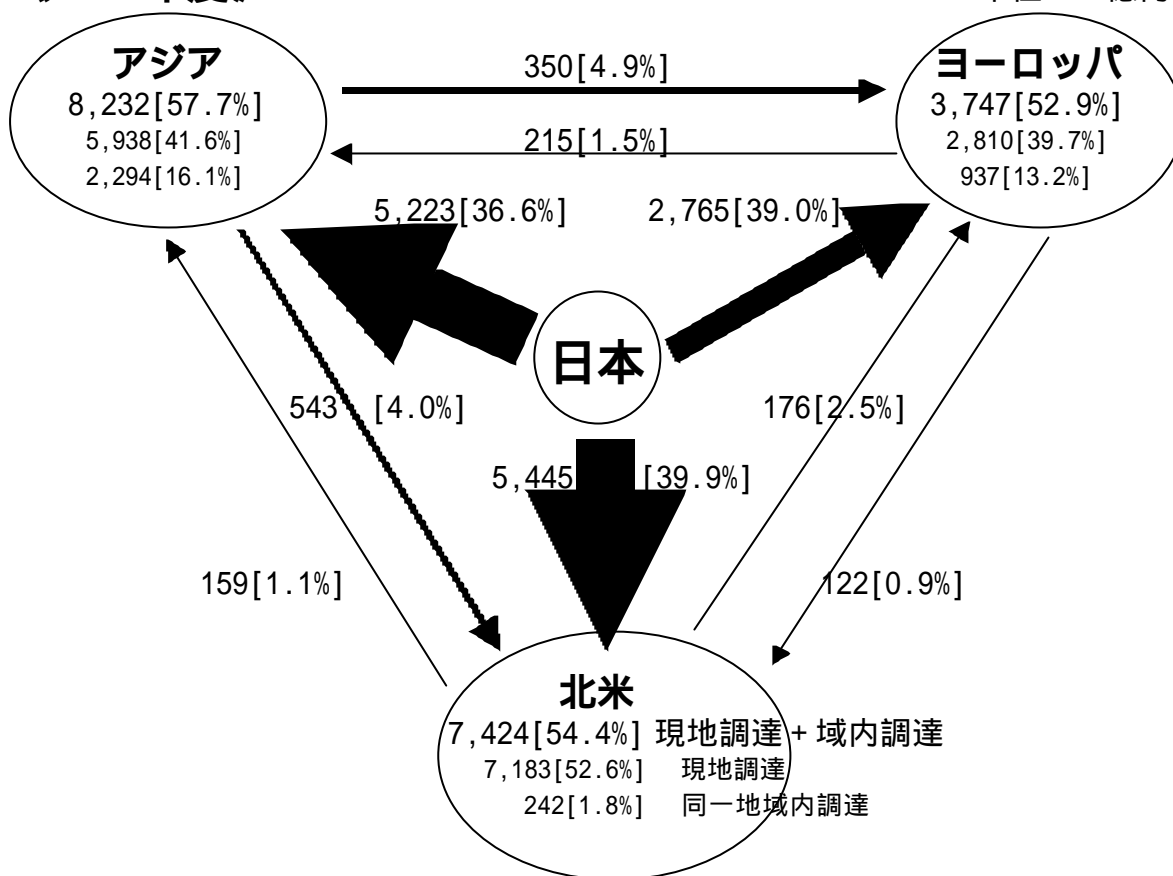 アジア
8,232[57.7%]
5,938[41.6%]
2,294[16.1%]
350[4.9%]
ヨーロッパ
3,747[52.9%]
2,810[39.7%]
937[13.2%]
215[1.5%]
5,223[36.6%]
2,765[39.0%]
日本
543 [4.0%]
176[2.5%]
5,445 [39.9%]
159[1.1%]
122[0.9%]
北米
7,424[54.4%] 現地調達+域内調達
7,183[52.6%] 現地調達
242[1.8%] 同一地域内調達